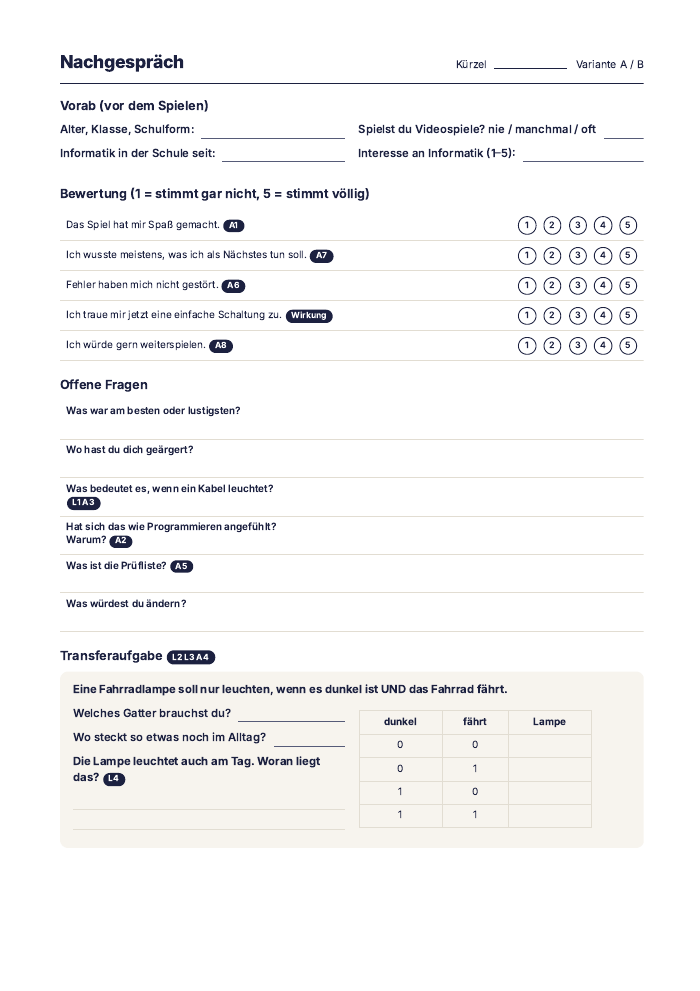 Nachgespräch
Kürzel Variante A / B
Vorab (vor dem Spielen)
Alter, Klasse, Schulform: Spielst du Videospiele? nie / manchmal / oft
Informatik in der Schule seit: Interesse an Informatik (1–5):
Bewertung (1 = stimmt gar nicht, 5 = stimmt völlig)
Das Spiel hat mir Spaß gemacht. A1 1 2 3 4 5
Ich wusste meistens, was ich als Nächstes tun soll. A7 1 2 3 4 5
Fehler haben mich nicht gestört. A6 1 2 3 4 5
Ich traue mir jetzt eine einfache Schaltung zu. Wirkung 1 2 3 4 5
Ich würde gern weiterspielen. A8 1 2 3 4 5
Offene Fragen
Was war am besten oder lustigsten?
Wo hast du dich geärgert?
Was bedeutet es, wenn ein Kabel leuchtet?
L1 A3
Hat sich das wie Programmieren angefühlt?
Warum? A2
Was ist die Prüfliste? A5
Was würdest du ändern?
Transferaufgabe L2 L3 A4
Eine Fahrradlampe soll nur leuchten, wenn es dunkel ist UND das Fahrrad fährt.
Welches Gatter brauchst du?
Wo steckt so etwas noch im Alltag?
Die Lampe leuchtet auch am Tag. Woran liegt
das? L4
dunkel fährt Lampe
0 0
0 1
1 0
1 1